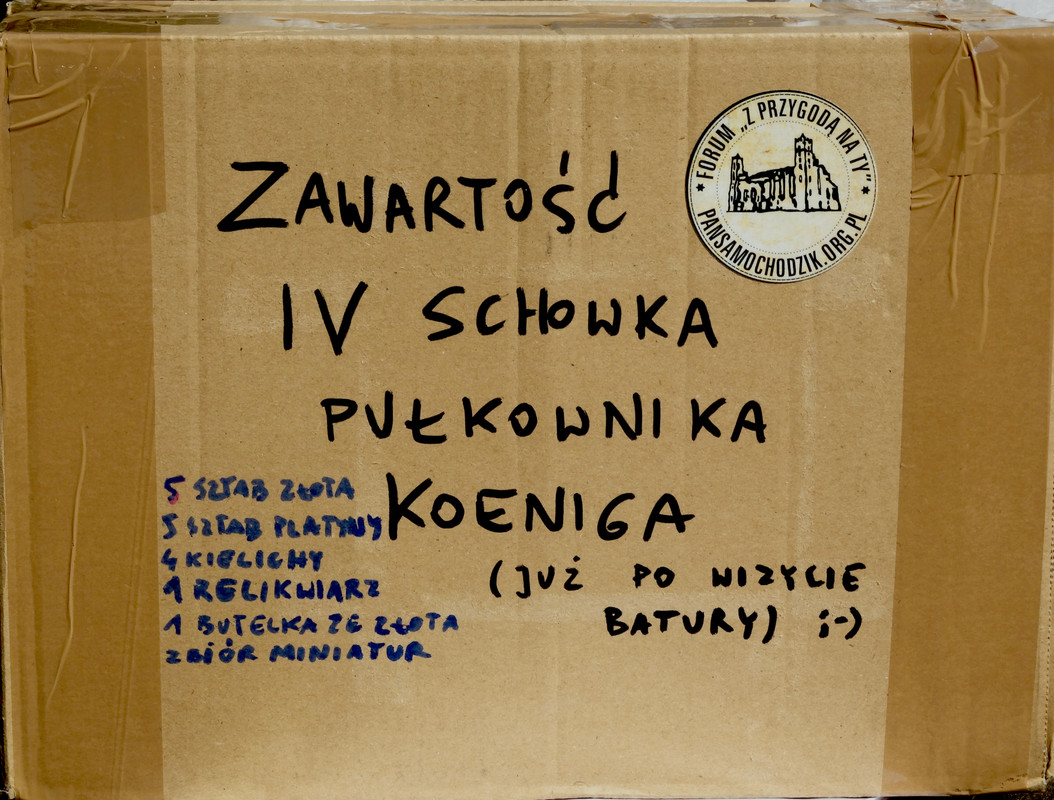 ZAWARTOŚĆ
* FORUM „Z PRZYGODĄ NA TY” *
PANSAMOCHODZIK.ORG.PL
IV SCHOWKA
PUŁKOWNIKA
KOENIGA
5 SZTAB ZŁOTA
5 SZTAB PLATYNY
4 KIELICHY
1 RELIKWIARZ
1 BUTELKA ZE ZŁOTA
ZBIÓR MINIATUR
(JUŻ PO WIZYCIE
BATURY) ;-)